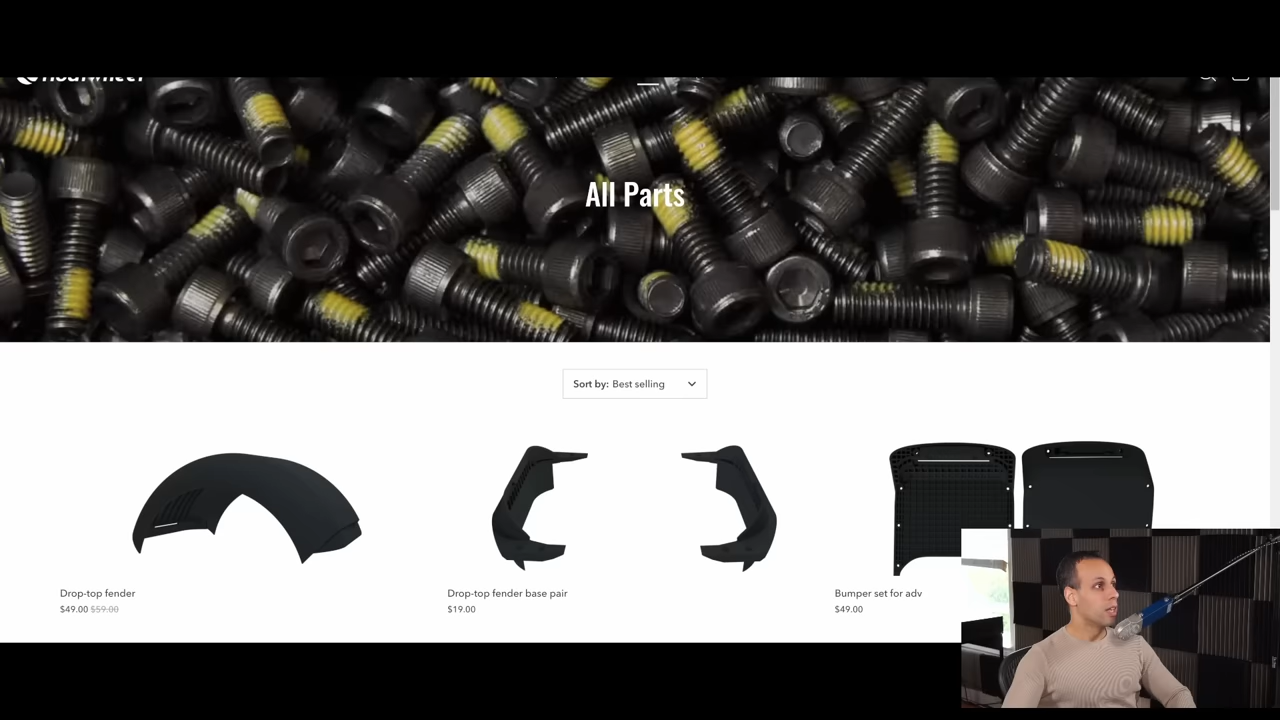 All Parts
Sort by: Best selling
Drop-top fender
$49.00 $59.00
Drop-top fender base pair
$19.00
Bumper set for adv
$49.00